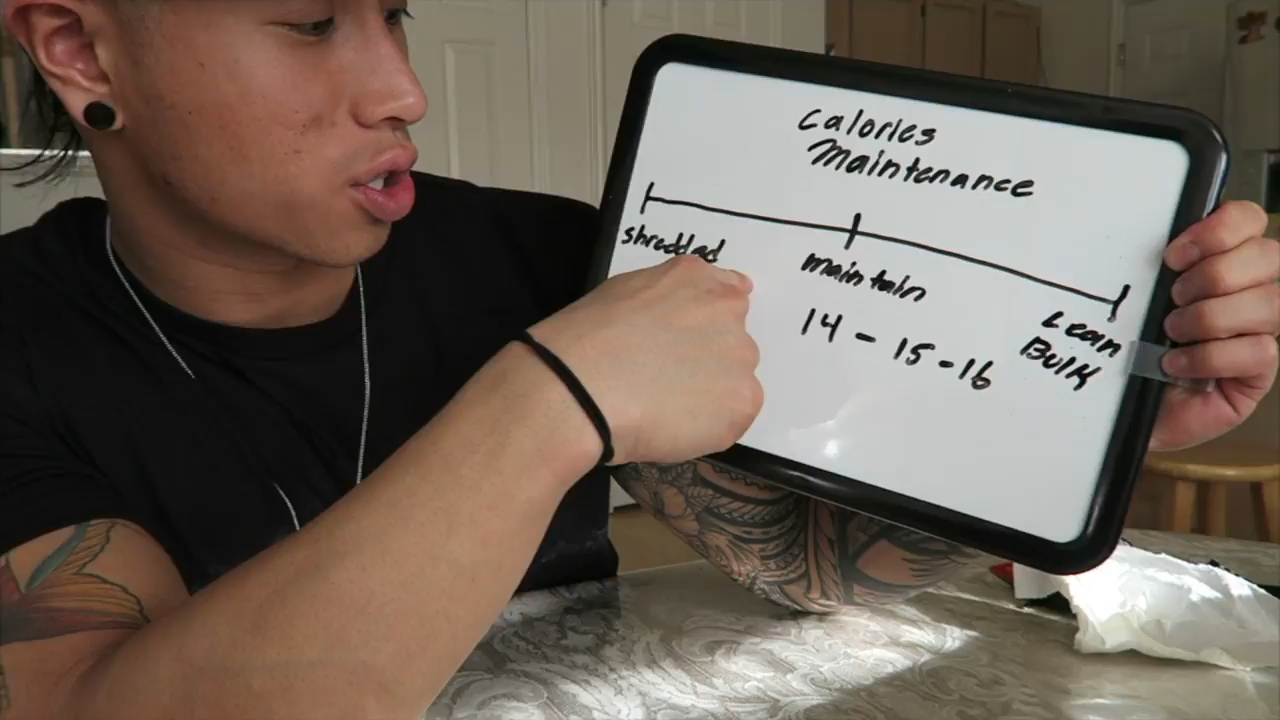 Calories
Maintenance
shredded
maintain
Lean
Bulk
14 - 15 - 16